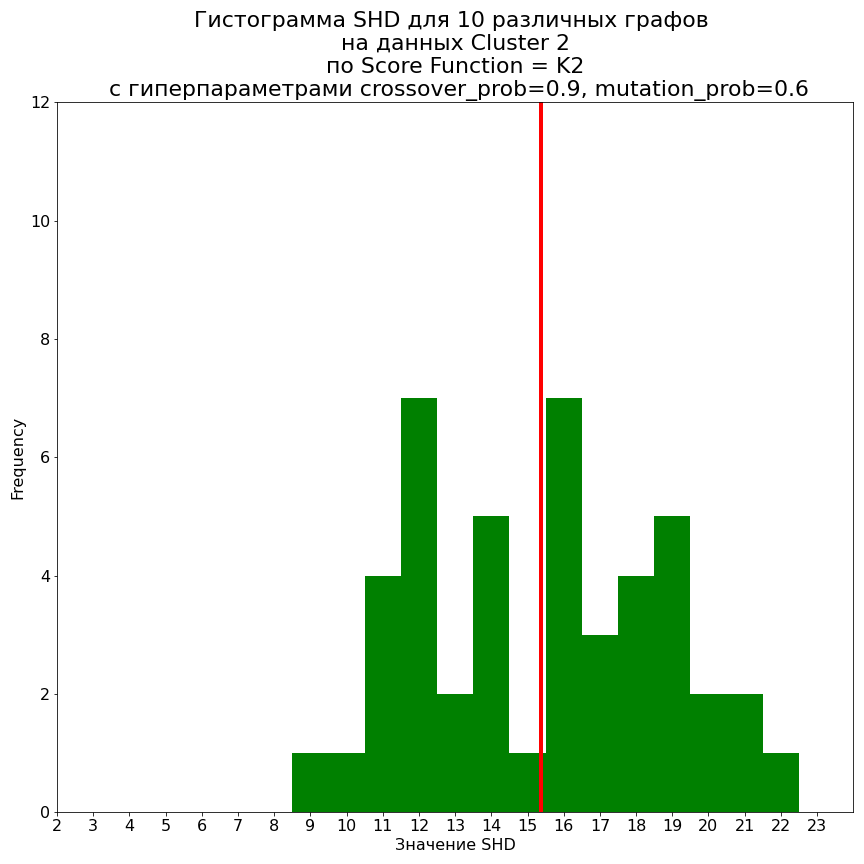 Гистограмма SHD для 10 различных графов
на данных Cluster 2
по Score Function = K2
с гиперпараметрами crossover_prob=0.9, mutation_prob=0.6
12
10
8
6
4
2
0
Frequency
2 3 4 5 6 7 8 9 10 11 12 13 14 15 16 17 18 19 20 21 22 23
Значение SHD